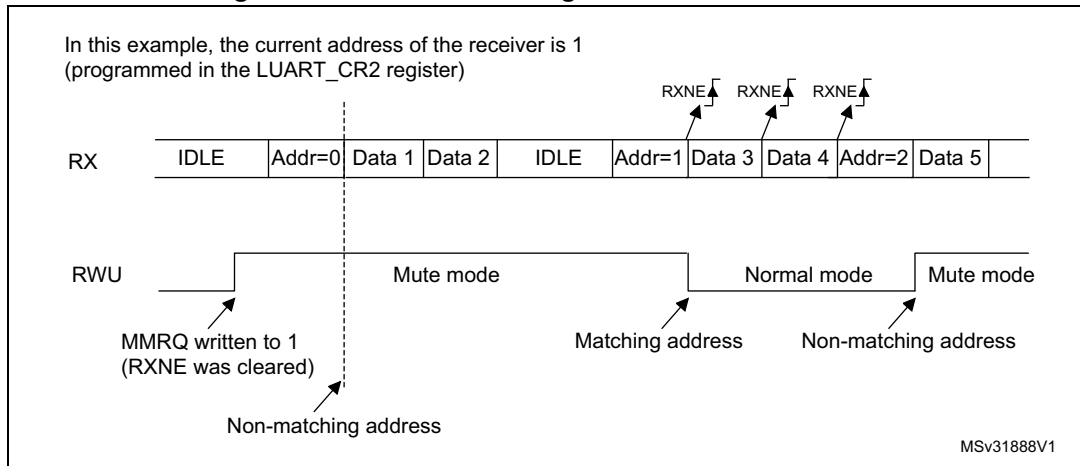 In this example, the current address of the receiver is 1
(programmed in the LUART_CR2 register)
RXNE RXNE RXNE
RX IDLE Addr=0 Data 1 Data 2 IDLE Addr=1 Data 3 Data 4 Addr=2 Data 5
RWU Mute mode Normal mode Mute mode
MMRQ written to 1 Matching address Non-matching address
(RXNE was cleared)
Non-matching address
MSv31888V1